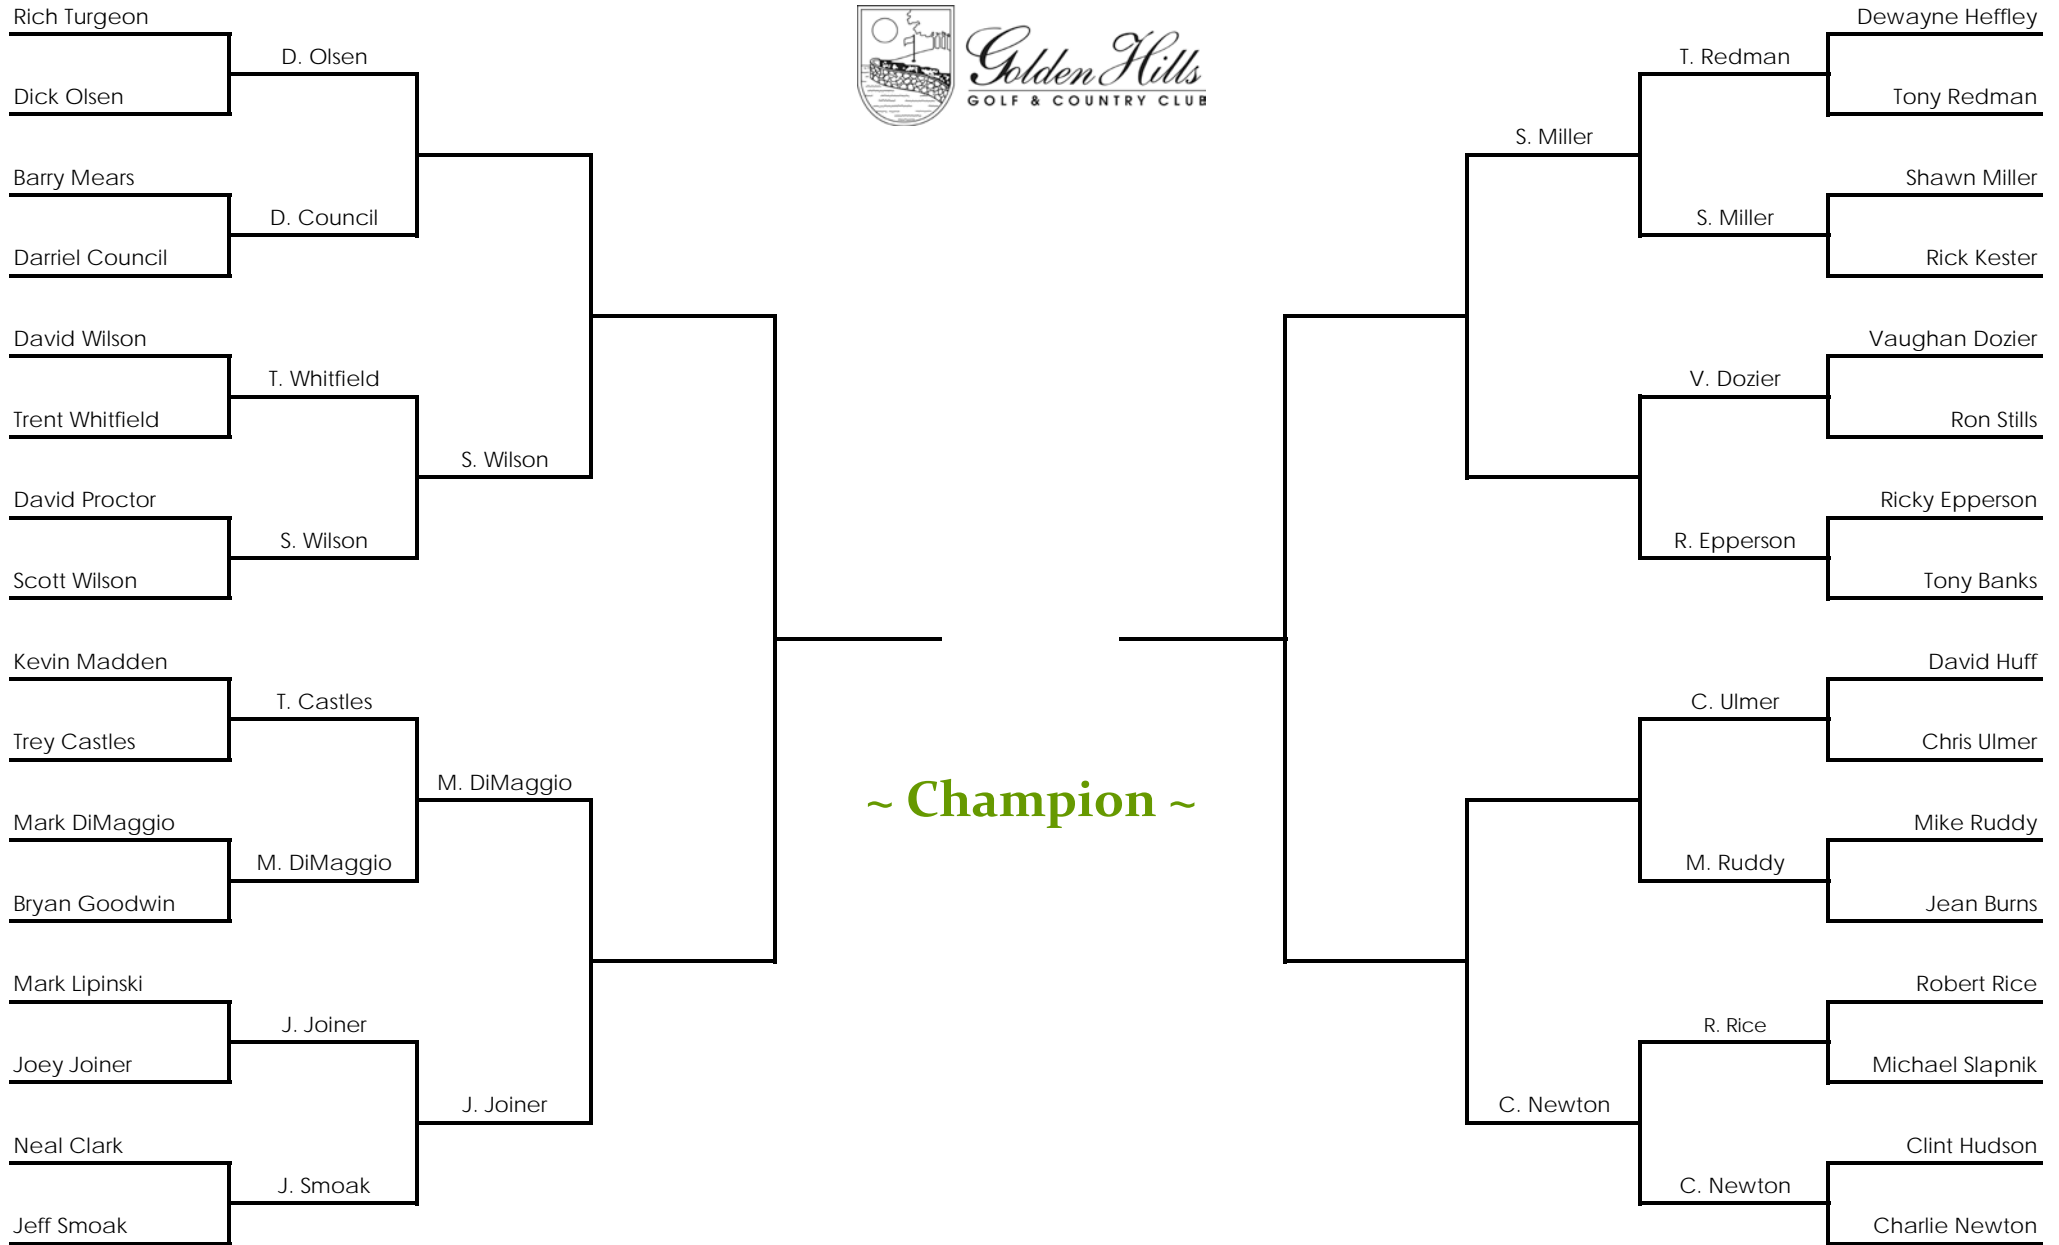 Rich Turgeon
Dick Olsen
Barry Mears
Darriel Council
David Wilson
Trent Whitfield
David Proctor
Scott Wilson
Kevin Madden
Trey Castles
Mark DiMaggio
Bryan Goodwin
Mark Lipinski
Joey Joiner
Neal Clark
Jeff Smoak
D. Olsen
D. Council
T. Whitfield
S. Wilson
T. Castles
M. DiMaggio
J. Joiner
J. Smoak
S. Wilson
M. DiMaggio
J. Joiner
Golden Hills
GOLF & COUNTRY CLUB
~ Champion ~
S. Miller
C. Newton
T. Redman
S. Miller
V. Dozier
R. Epperson
C. Ulmer
M. Ruddy
R. Rice
C. Newton
Dewayne Heffley
Tony Redman
Shawn Miller
Rick Kester
Vaughan Dozier
Ron Stills
Ricky Epperson
Tony Banks
David Huff
Chris Ulmer
Mike Ruddy
Jean Burns
Robert Rice
Michael Slapnik
Clint Hudson
Charlie Newton